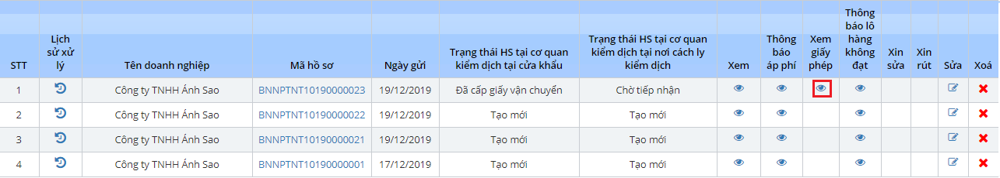 STT
Lịch
sử xử
lý
Tên doanh nghiệp
Mã hồ sơ
Ngày gửi
Trạng thái HS tại cơ quan
kiểm dịch tại cửa khẩu
Trạng thái HS tại cơ quan
kiểm dịch tại nơi cách ly
kiểm dịch
Xem
Thông
báo
áp phí
Xem
giấy
phép
Thông
báo lô
hàng
không
đạt
Xin
sửa
Xin
rút
Sửa
Xoá
1 Công ty TNHH Ánh Sao BNNPTNT10190000023 19/12/2019 Đã cấp giấy vận chuyển Chờ tiếp nhận
2 Công ty TNHH Ánh Sao BNNPTNT10190000022 19/12/2019 Tạo mới Tạo mới
3 Công ty TNHH Ánh Sao BNNPTNT10190000021 19/12/2019 Tạo mới Tạo mới
4 Công ty TNHH Ánh Sao BNNPTNT10190000001 17/12/2019 Tạo mới Tạo mới